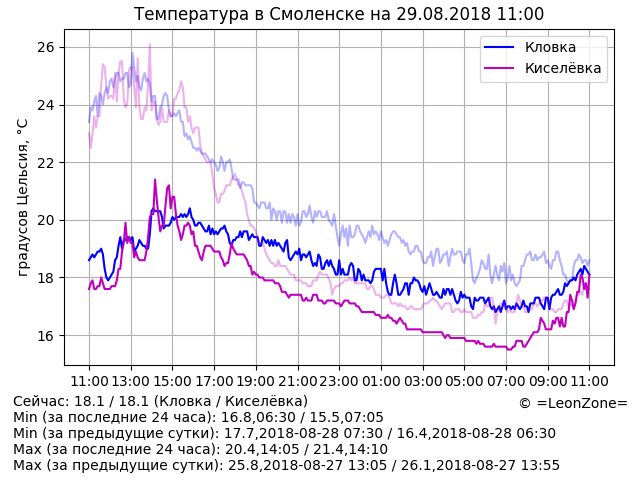 Температура в Смоленске на 29.08.2018 11:00
градусов Цельсия, °C
26
24
22
20
18
16
Кловка
Киселёвка
11:00 13:00 15:00 17:00 19:00 21:00 23:00 01:00 03:00 05:00 07:00 09:00 11:00
Сейчас: 18.1 / 18.1 (Кловка / Киселёвка)
© =LeonZone=
Min (за последние 24 часа): 16.8,06:30 / 15.5,07:05
Min (за предыдущие сутки): 17.7,2018-08-28 07:30 / 16.4,2018-08-28 06:30
Max (за последние 24 часа): 20.4,14:05 / 21.4,14:10
Max (за предыдущие сутки): 25.8,2018-08-27 13:05 / 26.1,2018-08-27 13:55